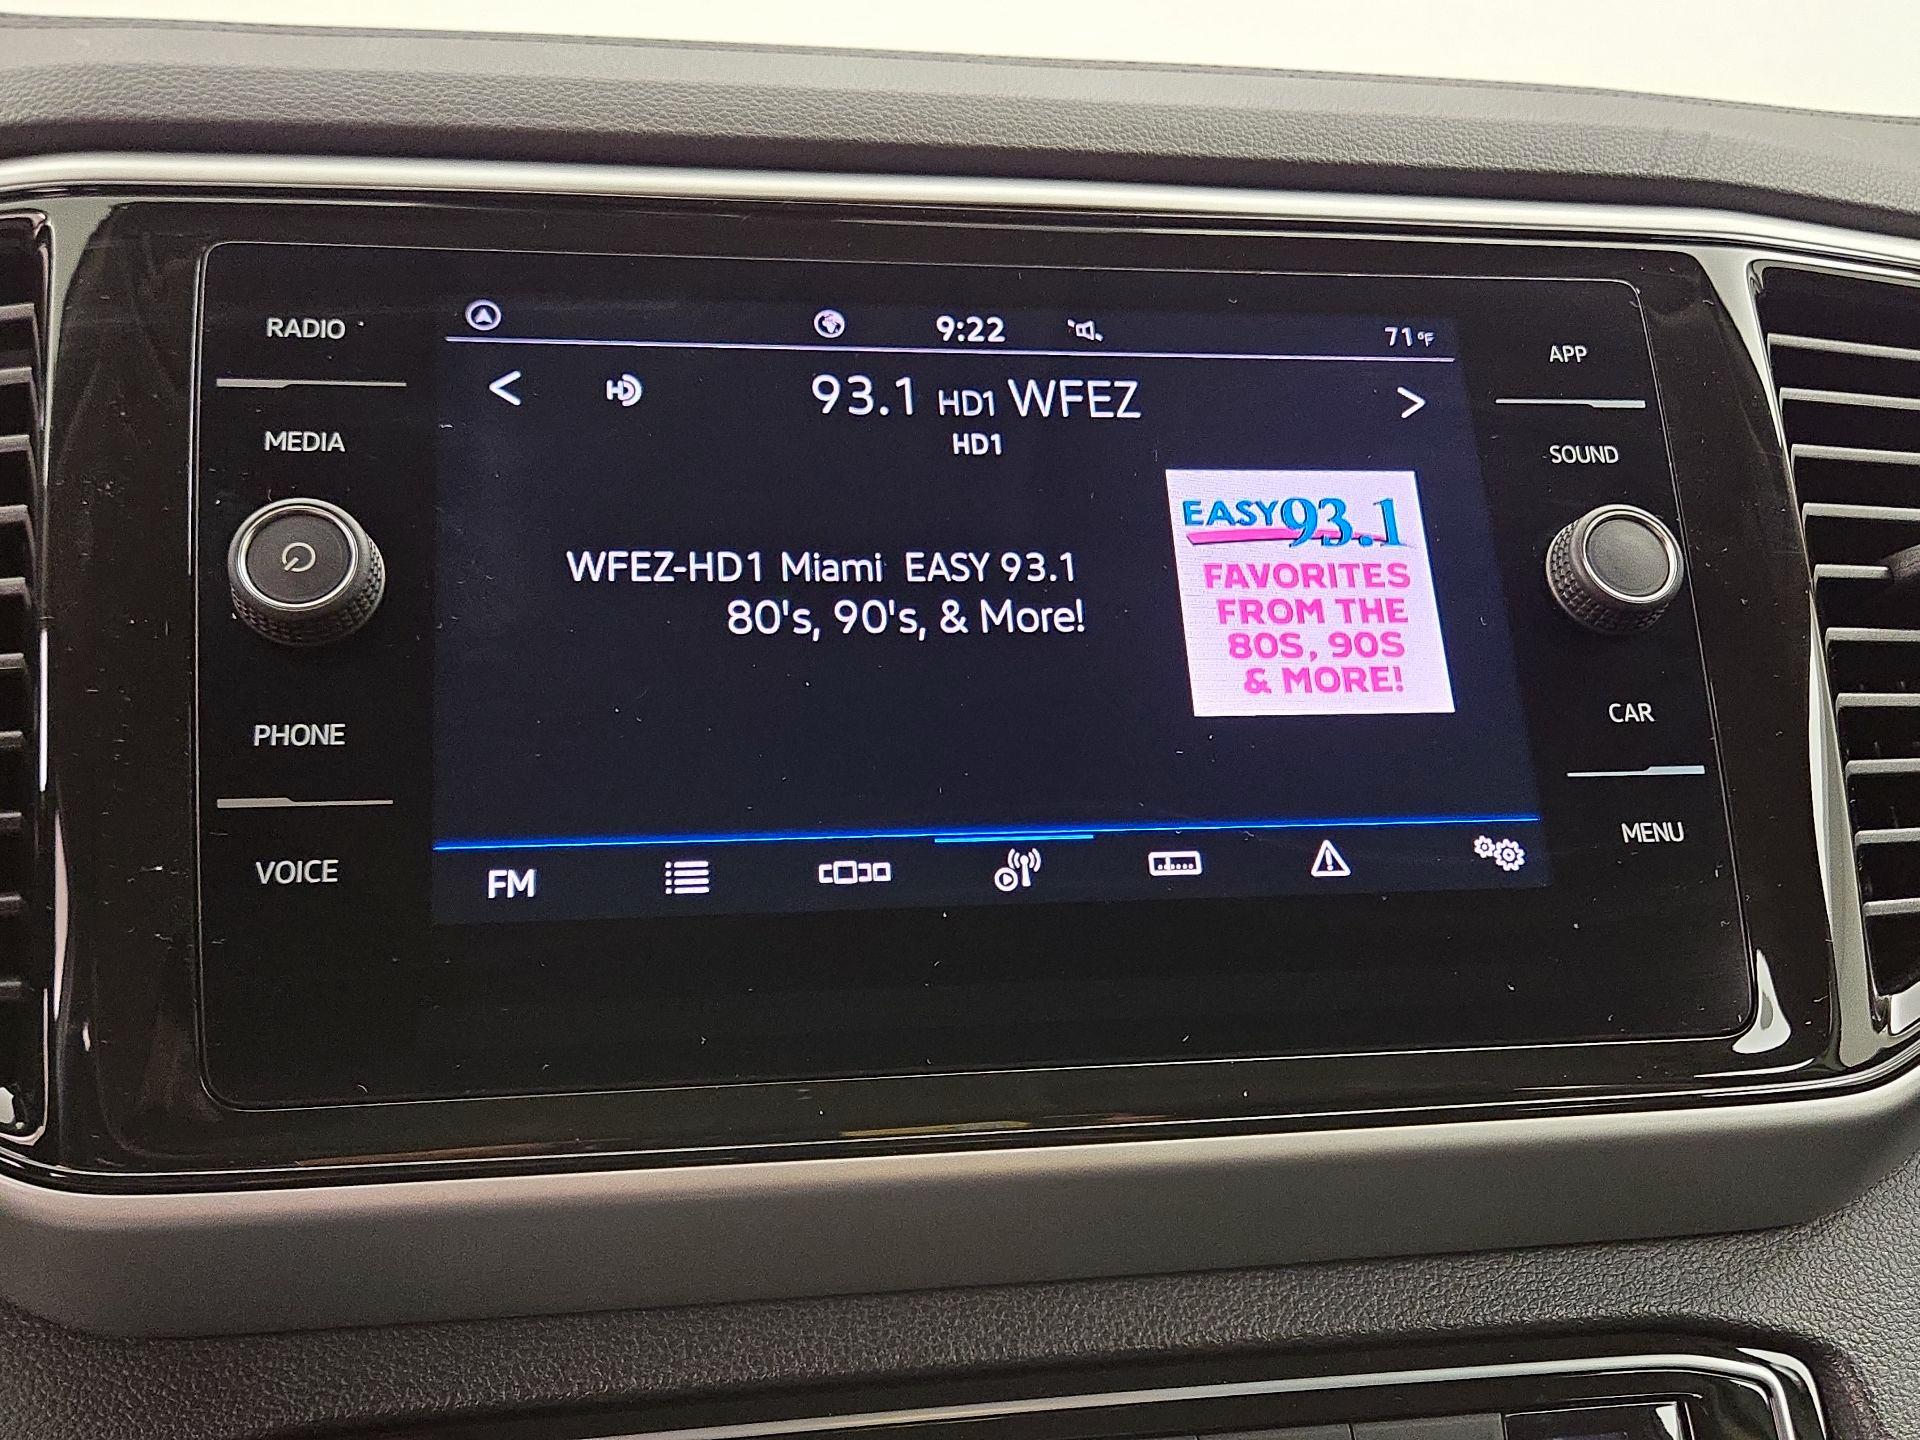 RADIO
MEDIA
PHONE
VOICE
9:22
71°F
93.1 HD1 WFEZ
HD1
WFEZ-HD1 Miami EASY 93.1
80's, 90's, & More!
EASY 93.1
FAVORITES
FROM THE
80S, 90S
& MORE!
FM
APP
SOUND
CAR
MENU